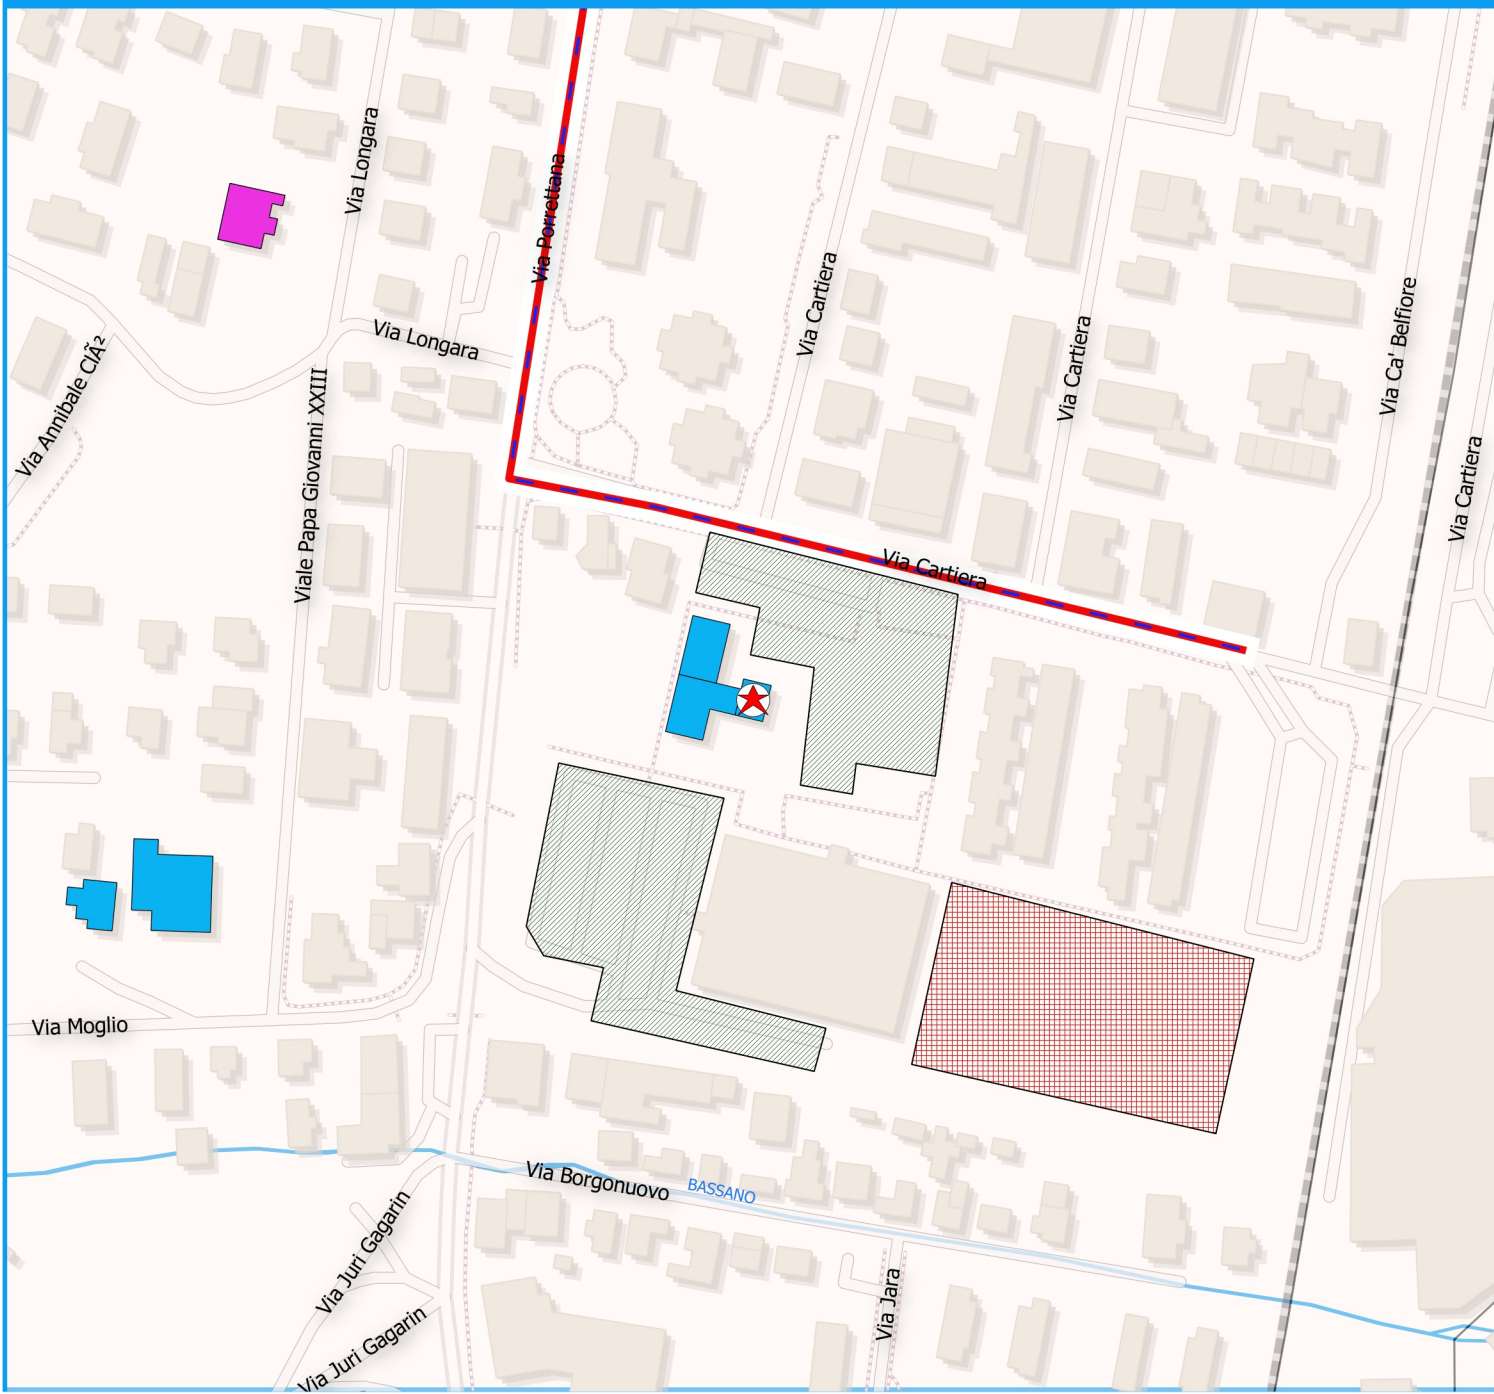 Via Longara
Via Porrettana
Via Cartiera
Via Cartiera
Via Ca' Belfiore
Via Longara
Via Annibale ClÃ²
Viale Papa Giovanni XXIII
Via Cartiera
Via Cartiera
Via Moglio
Via Borgonuovo
BASSANO
Via Juri Gagarin
Via Jara
Via Juri Gagarin